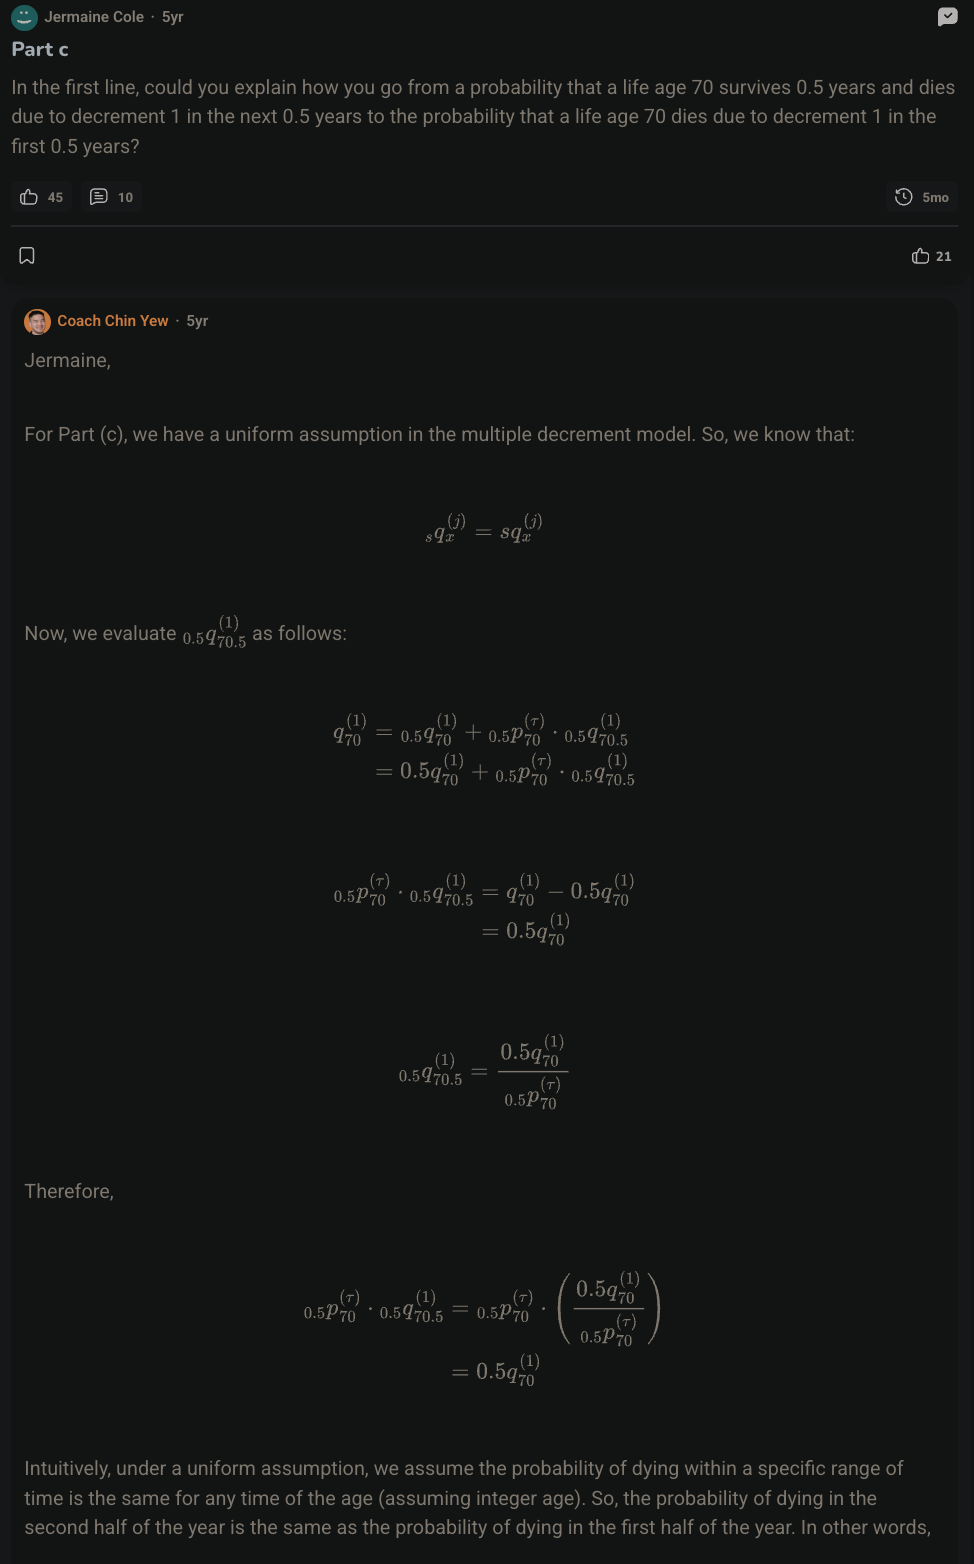 Jermaine Cole · 5yr
Part c
In the first line, could you explain how you go from a probability that a life age 70 survives 0.5 years and dies
due to decrement 1 in the next 0.5 years to the probability that a life age 70 dies due to decrement 1 in the
first 0.5 years?
45 10 5mo
21
Coach Chin Yew · 5yr
Jermaine,
For Part (c), we have a uniform assumption in the multiple decrement model. So, we know that:
${}_{s}q_{x}^{(j)} = sq_{x}^{(j)}$
Now, we evaluate ${}_{0.5}q_{70.5}^{(1)}$ as follows:
$q_{70}^{(1)} = {}_{0.5}q_{70}^{(1)} + {}_{0.5}p_{70}^{(\tau)} \cdot {}_{0.5}q_{70.5}^{(1)}$
$= 0.5q_{70}^{(1)} + {}_{0.5}p_{70}^{(\tau)} \cdot {}_{0.5}q_{70.5}^{(1)}$
${}_{0.5}p_{70}^{(\tau)} \cdot {}_{0.5}q_{70.5}^{(1)} = q_{70}^{(1)} - 0.5q_{70}^{(1)}$
$= 0.5q_{70}^{(1)}$
${}_{0.5}q_{70.5}^{(1)} = \frac{0.5q_{70}^{(1)}}{{}_{0.5}p_{70}^{(\tau)}}$
Therefore,
${}_{0.5}p_{70}^{(\tau)} \cdot {}_{0.5}q_{70.5}^{(1)} = {}_{0.5}p_{70}^{(\tau)} \cdot \left( \frac{0.5q_{70}^{(1)}}{{}_{0.5}p_{70}^{(\tau)}} \right)$
$= 0.5q_{70}^{(1)}$
Intuitively, under a uniform assumption, we assume the probability of dying within a specific range of
time is the same for any time of the age (assuming integer age). So, the probability of dying in the
second half of the year is the same as the probability of dying in the first half of the year. In other words,